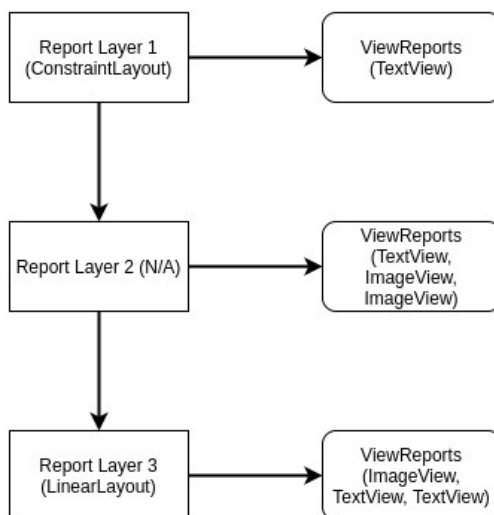 Report Layer 1
(ConstraintLayout)
ViewReports
(TextView)
Report Layer 2 (N/A)
ViewReports
(TextView,
ImageView,
ImageView)
Report Layer 3
(LinearLayout)
ViewReports
(ImageView,
TextView, TextView)